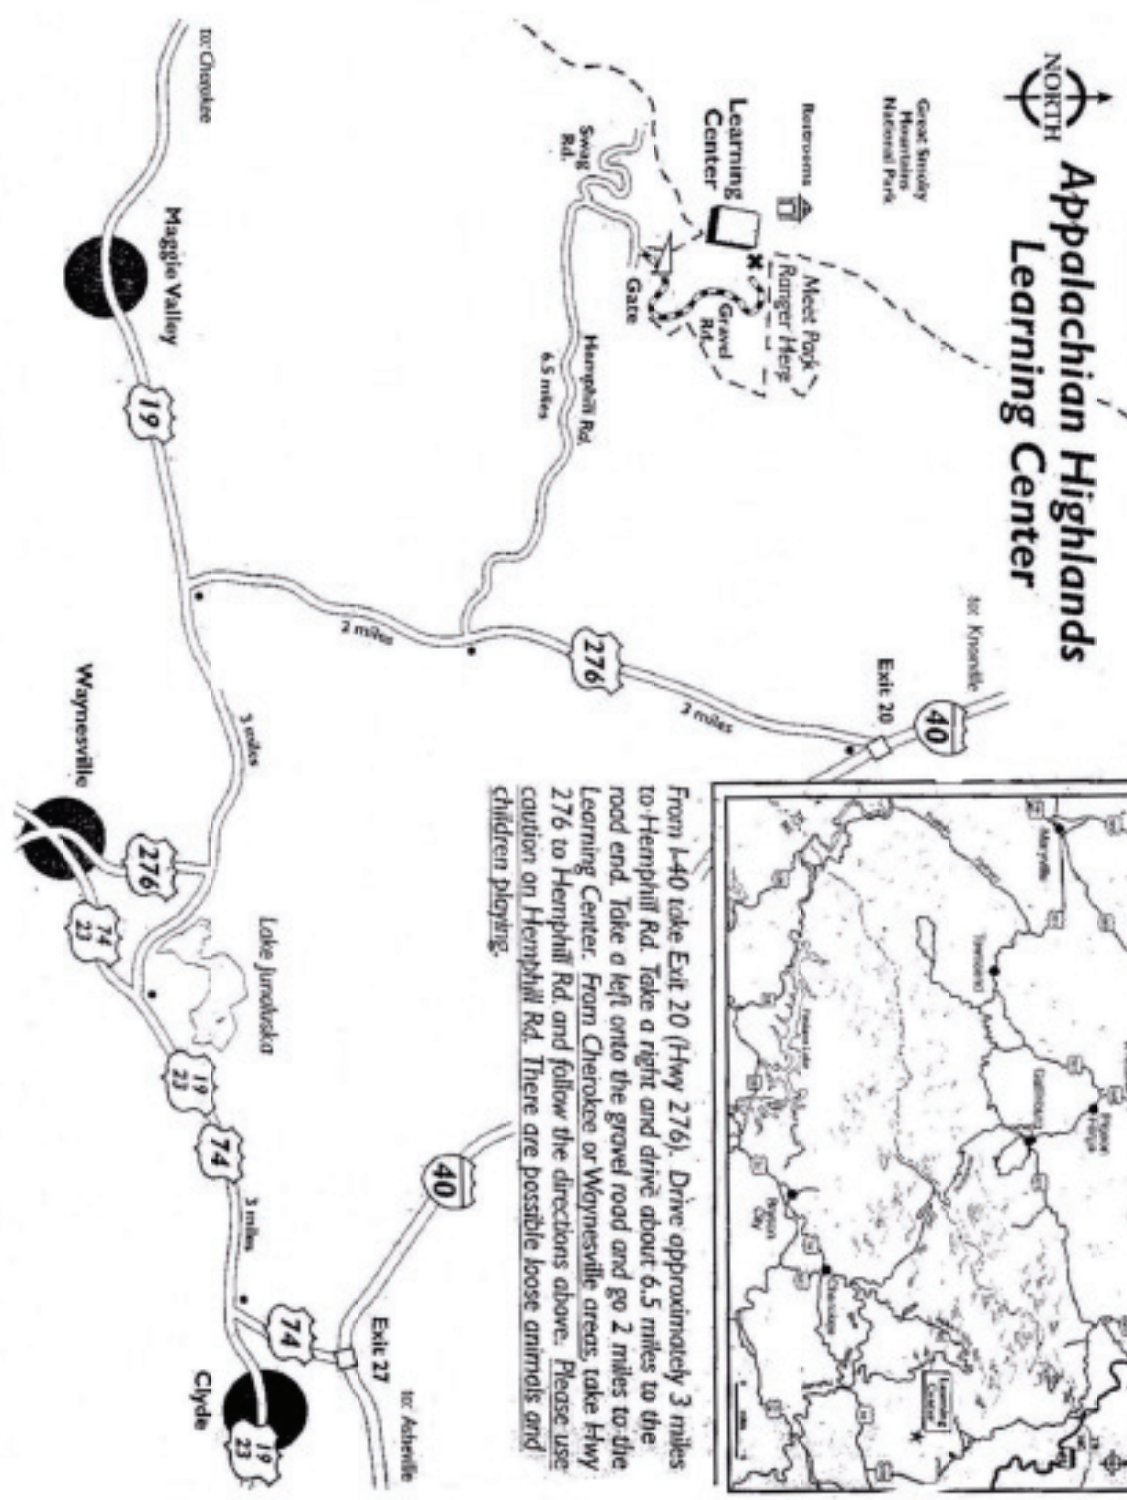 Appalachian Highlands
Learning Center
NORTH
Great Smoky
Mountains
National Park
Restrooms
Learning
Center
Meet Park
Ranger Here
Gravel
Rd.
Gate
Swag
Rd.
Hemphill Rd.
6.5 miles
to: Cherokee
Maggie Valley
19
2 miles
276
to: Knoxville
40
Exit 20
3 miles
Waynesville
276
74
23
Lake Junaluska
19
23
74
3 miles
40
74
Exit 27
to: Asheville
Clyde
19
23
From I-40 take Exit 20 (Hwy 276). Drive approximately 3 miles
to Hemphill Rd. Take a right and drive about 6.5 miles to the
road end. Take a left onto the gravel road and go 2 miles to the
Learning Center. From Cherokee or Waynesville areas, take Hwy
276 to Hemphill Rd. and follow the directions above. Please use
caution on Hemphill Rd. There are possible loose animals and
children playing.
Maryville
Townsend
Pigeon
Forge
Gatlinburg
Fontana Lake
Bryson
City
Cherokee
Learning
Center